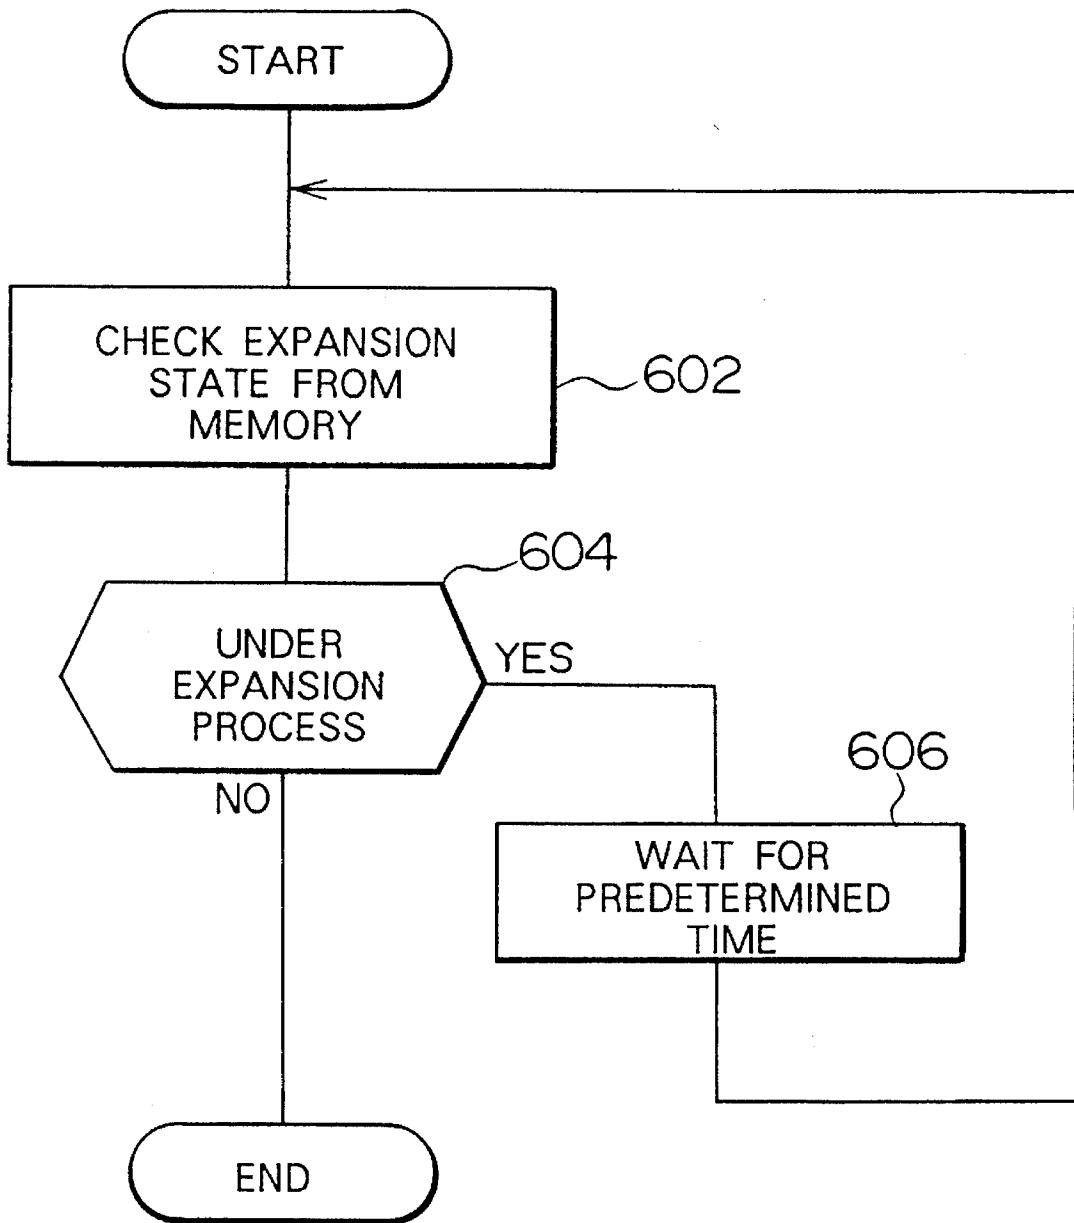 START
CHECK EXPANSION
STATE FROM
MEMORY
602
604
UNDER
EXPANSION
PROCESS
YES
NO
606
WAIT FOR
PREDETERMINED
TIME
END